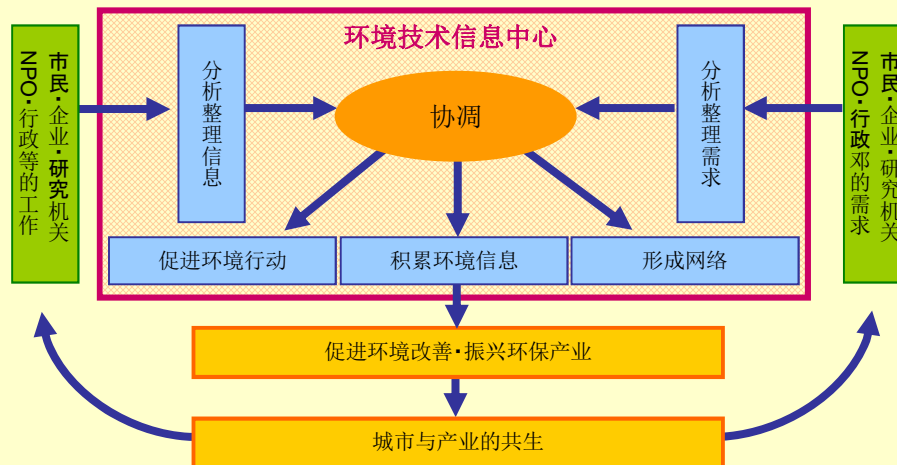 环境技术信息中心
市民·企业·研究机关
NPO·行政等的工作
分析整理信息
协调
分析整理需求
市民·企业·研究机关
NPO·行政邓的需求
促进环境行动
积累环境信息
形成网络
促进环境改善·振兴环保产业
城市与产业的共生